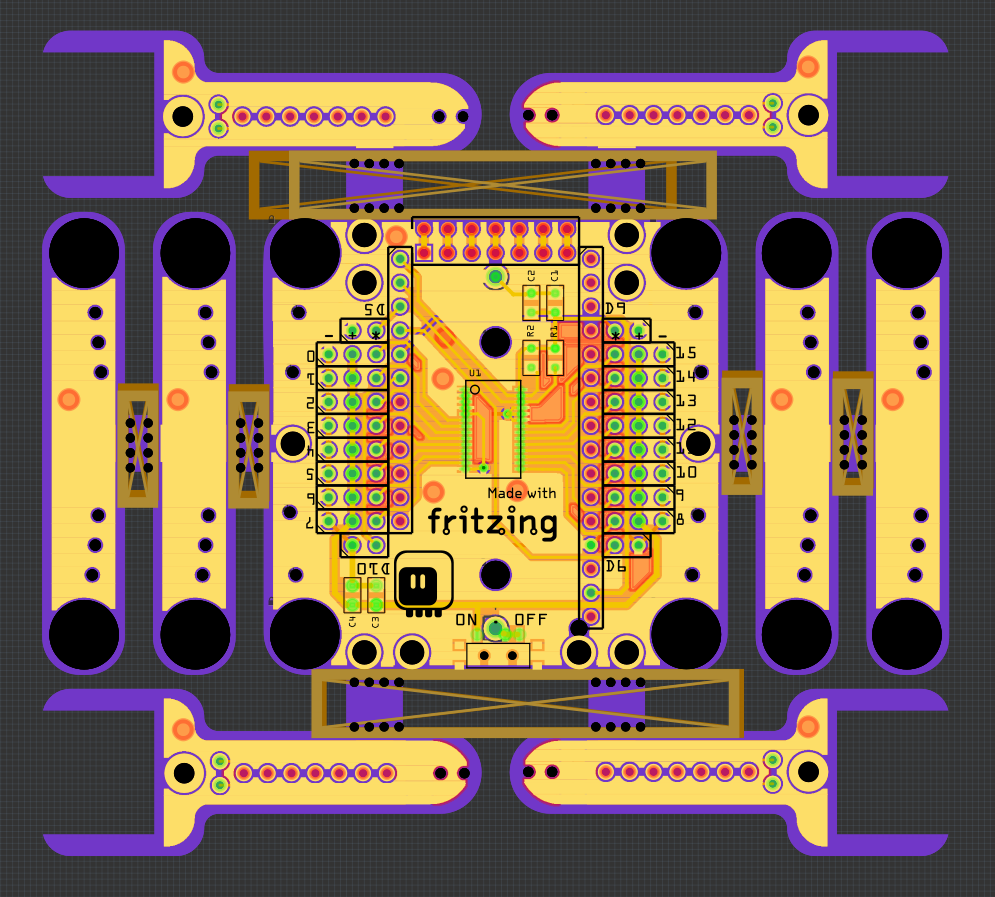 C2 C1
D5 D9
R2 R1
- + * * + -
0 15
1 14
U1
2 13
3 12
4
5 10
6 9
Made with
7 8
fritzing
D10 D6
C4 C3
ON OFF